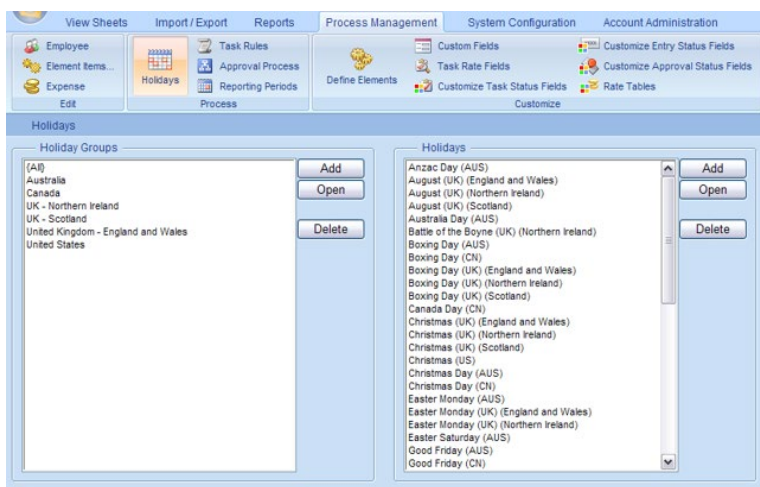 View Sheets Import / Export Reports Process Management System Configuration Account Administration
Employee
Element Items...
Expense
Edit
Holidays
Task Rules
Approval Process
Reporting Periods
Process
Define Elements
Custom Fields
Task Rate Fields
Customize Task Status Fields
Customize Entry Status Fields
Customize Approval Status Fields
Rate Tables
Customize
Holidays
Holiday Groups
{All}
Australia
Canada
UK - Northern Ireland
UK - Scotland
United Kingdom - England and Wales
United States
Add
Open
Delete
Holidays
Anzac Day (AUS)
August (UK) (England and Wales)
August (UK) (Northern Ireland)
August (UK) (Scotland)
Australia Day (AUS)
Battle of the Boyne (UK) (Northern Ireland)
Boxing Day (AUS)
Boxing Day (CN)
Boxing Day (UK) (England and Wales)
Boxing Day (UK) (Northern Ireland)
Boxing Day (UK) (Scotland)
Canada Day (CN)
Christmas (UK) (England and Wales)
Christmas (UK) (Northern Ireland)
Christmas (UK) (Scotland)
Christmas (US)
Christmas Day (AUS)
Christmas Day (CN)
Easter Monday (AUS)
Easter Monday (UK) (England and Wales)
Easter Monday (UK) (Northern Ireland)
Easter Saturday (AUS)
Good Friday (AUS)
Good Friday (CN)
Add
Open
Delete